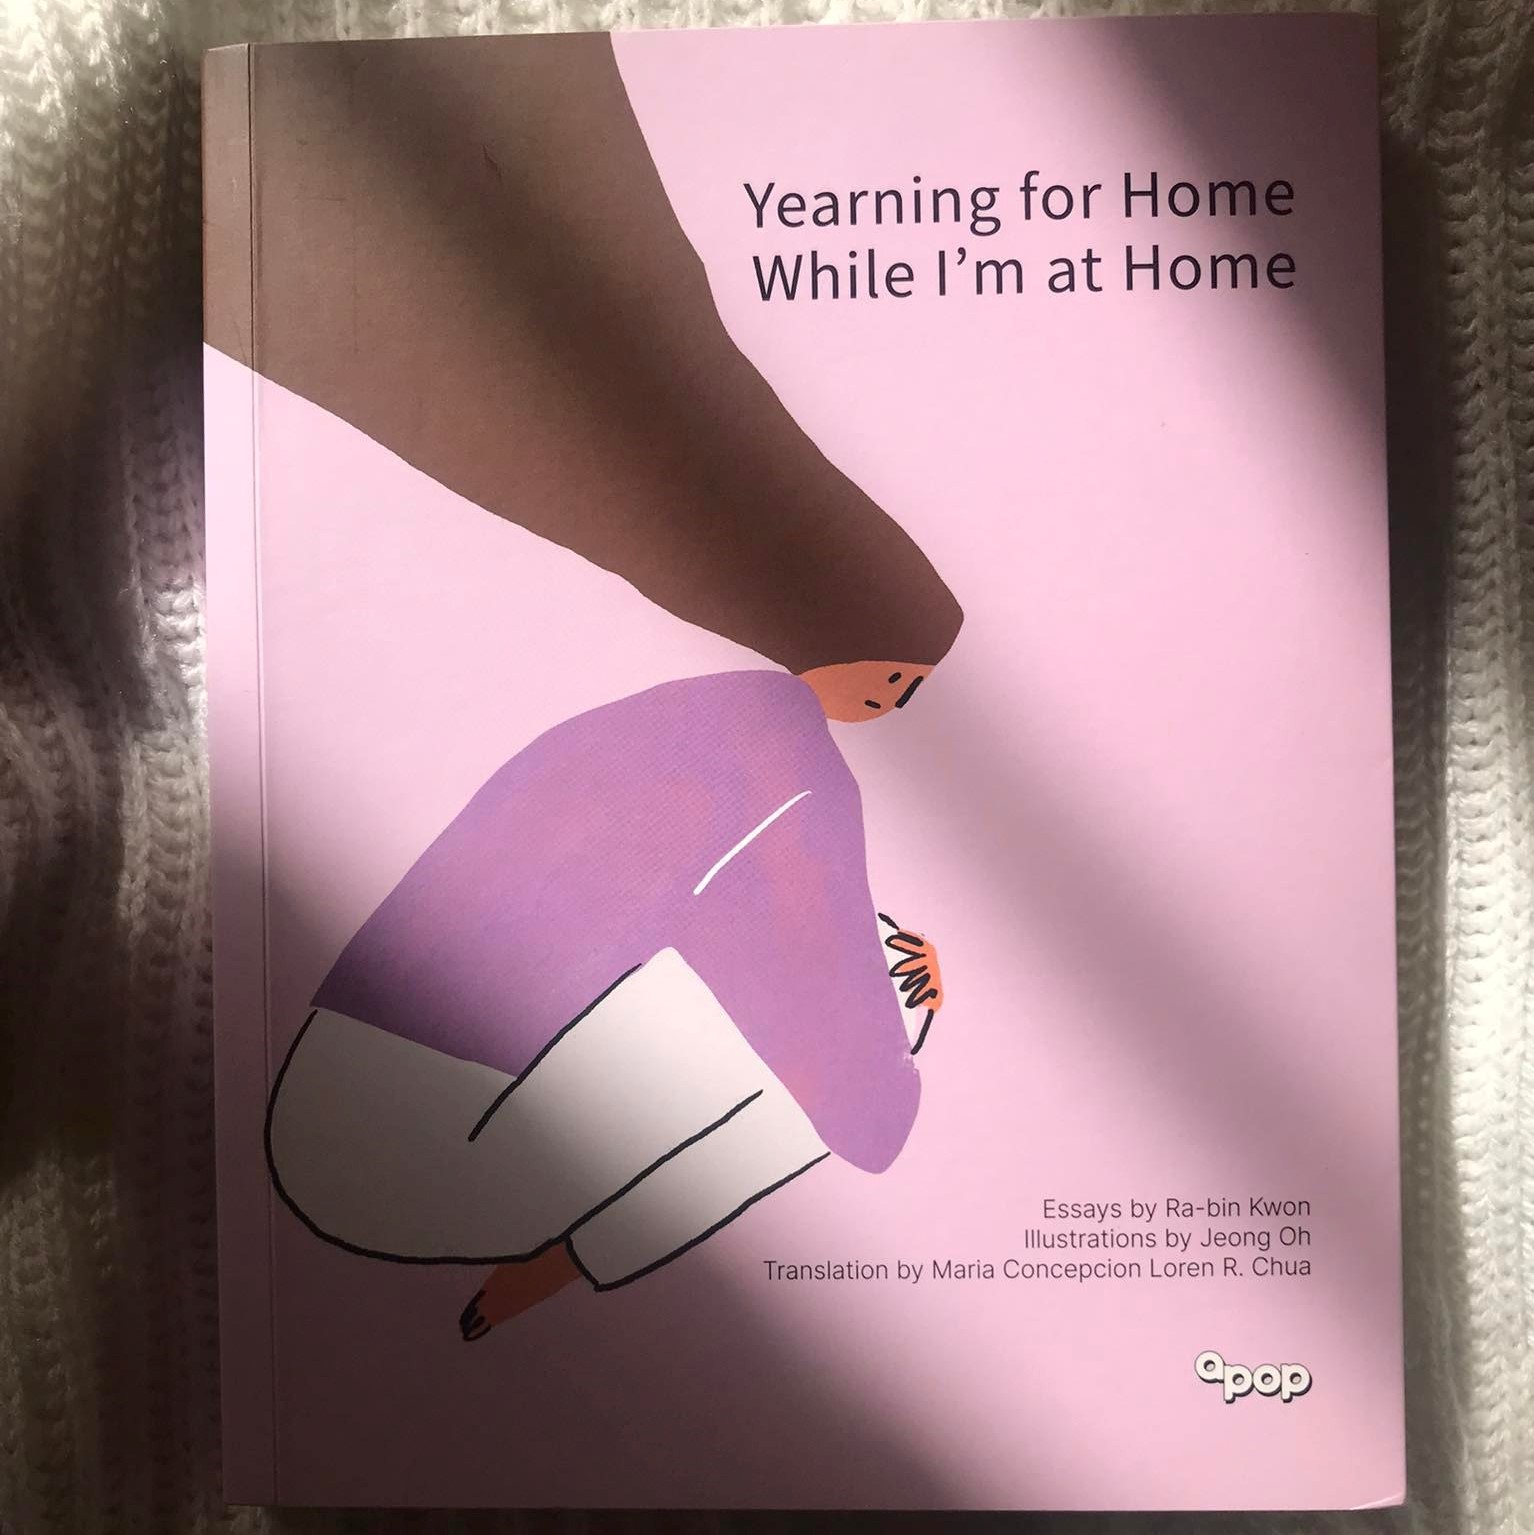 Yearning for Home
While I’m at Home
Essays by Ra-bin Kwon
Illustrations by Jeong Oh
Translation by Maria Concepcion Loren R. Chua
apop